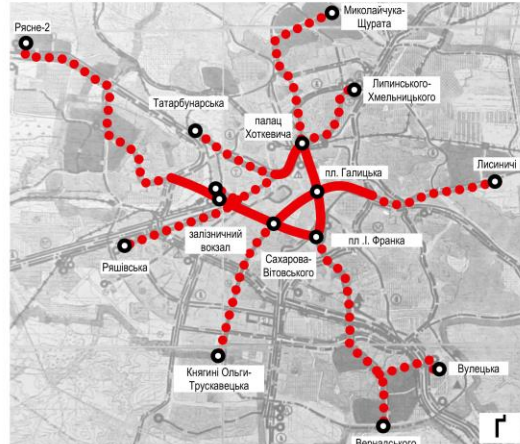 Миколайчука-
Щурата
Рясне-2
Липинського-
Хмельницького
Татарбунарська
палац
Хоткевича
Лисиничі
пл. Галицька
залізничний
вокзал
пл .І. Франка
Сахарова-
Вітовського
Ряшівська
Княгині Ольги-
Трускавецька
Вулецька
Вернадського
Ґ